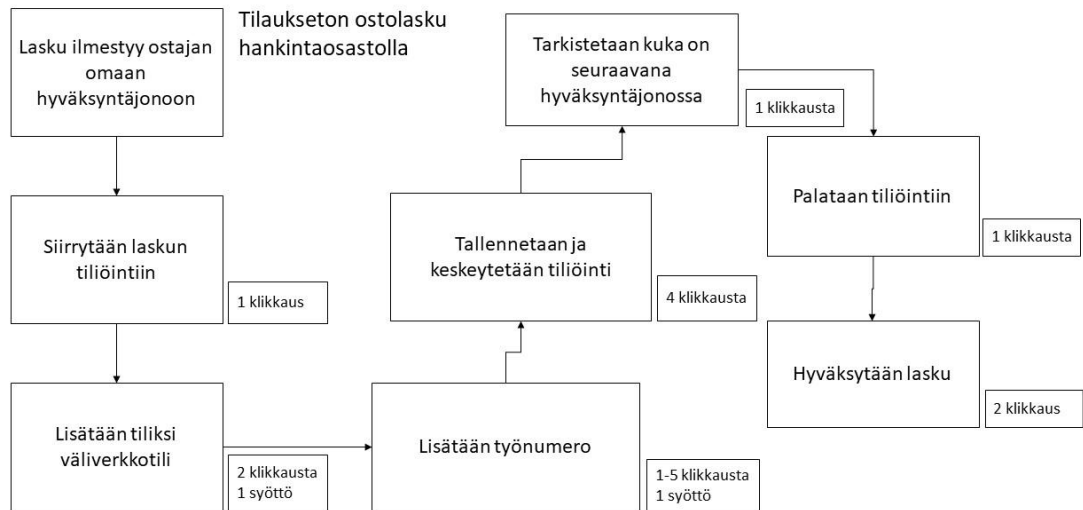 Tilaukseton ostolasku
hankintaosastolla
Lasku ilmestyy ostajan
omaan
hyväksyntäjonoon
Siirrytään laskun
tiliöintiin
1 klikkaus
Lisätään tiliksi
väliverkkotili
2 klikkausta
1 syöttö
Lisätään työnumero
1-5 klikkausta
1 syöttö
Tallennetaan ja
keskeytetään tiliöinti
4 klikkausta
Tarkistetaan kuka on
seuraavana
hyväksyntäjonossa
1 klikkausta
Palataan tiliöintiin
1 klikkausta
Hyväksytään lasku
2 klikkaus